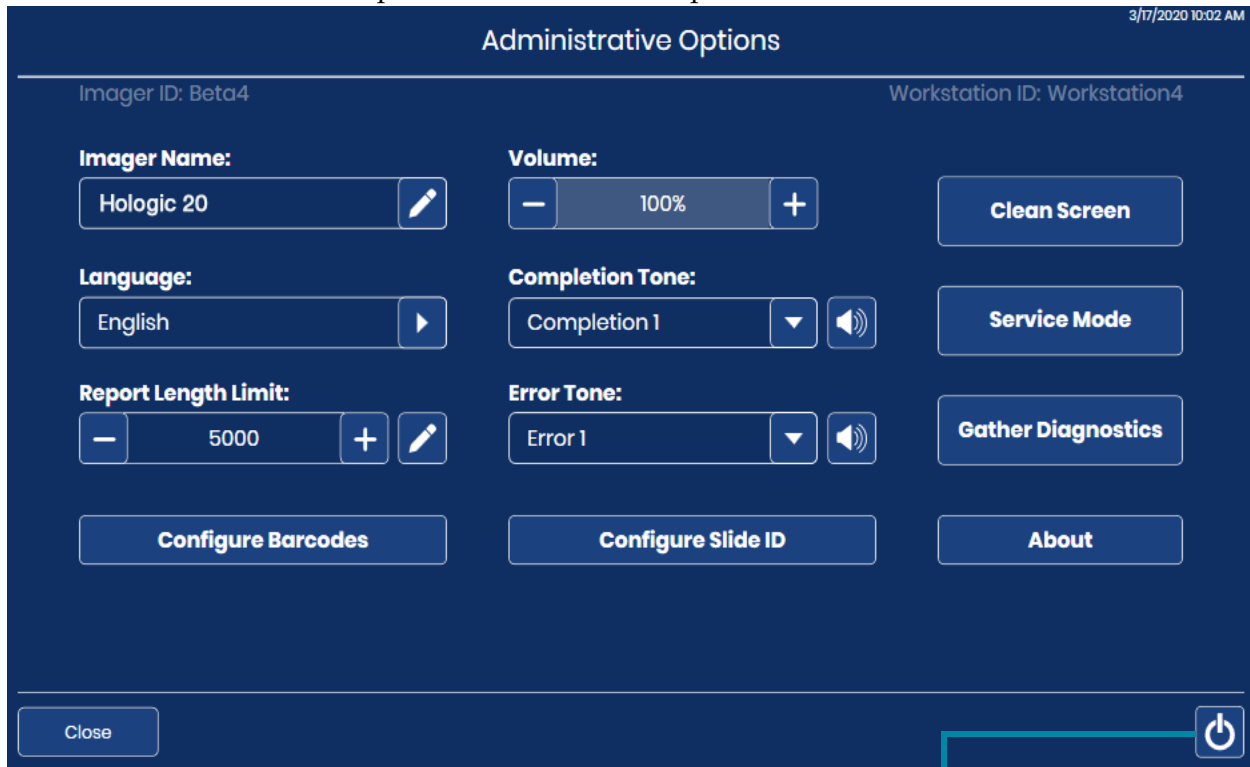 3/17/2020 10:02 AM
Administrative Options
Imager ID: Beta4
Workstation ID: Workstation4
Imager Name:
Hologic 20
Volume:
100%
Clean Screen
Language:
English
Completion Tone:
Completion 1
Service Mode
Report Length Limit:
5000
Error Tone:
Error 1
Gather Diagnostics
Configure Barcodes
Configure Slide ID
About
Close